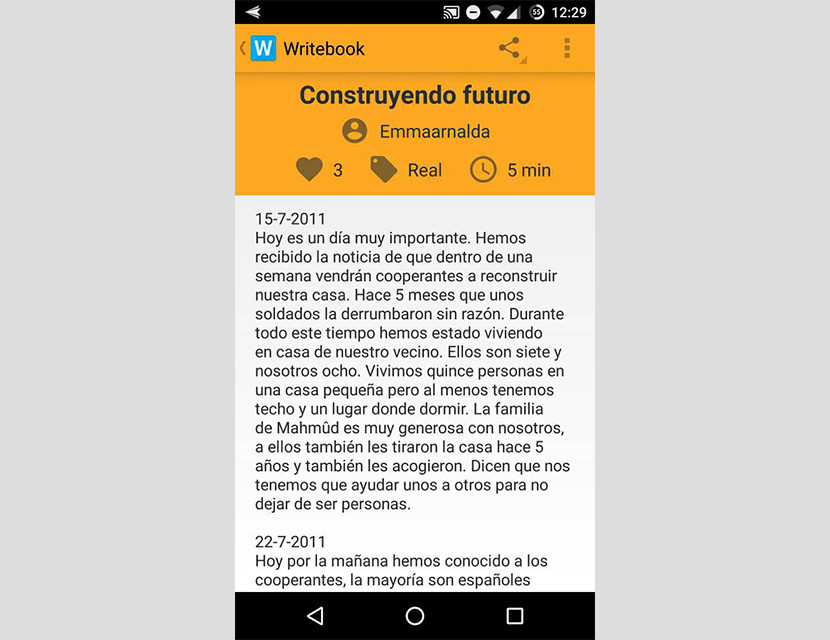 55 12:29
W Writebook
Construyendo futuro
Emmaarnalda
3 Real 5 min
15-7-2011
Hoy es un día muy importante. Hemos
recibido la noticia de que dentro de una
semana vendrán cooperantes a reconstruir
nuestra casa. Hace 5 meses que unos
soldados la derrumbaron sin razón. Durante
todo este tiempo hemos estado viviendo
en casa de nuestro vecino. Ellos son siete y
nosotros ocho. Vivimos quince personas en
una casa pequeña pero al menos tenemos
techo y un lugar donde dormir. La familia
de Mahmûd es muy generosa con nosotros,
a ellos también les tiraron la casa hace 5
años y también les acogieron. Dicen que nos
tenemos que ayudar unos a otros para no
dejar de ser personas.
22-7-2011
Hoy por la mañana hemos conocido a los
cooperantes, la mayoría son españoles